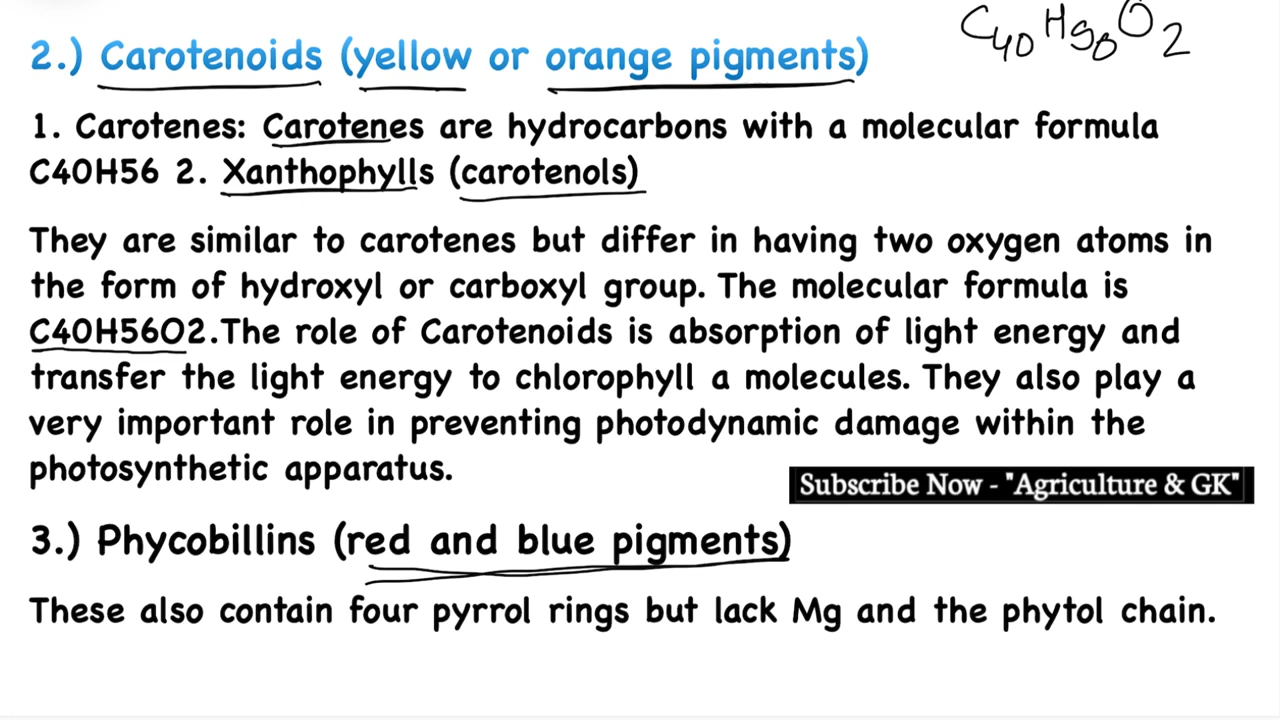 C40H56O2
2.) Carotenoids (yellow or orange pigments)
1. Carotenes: Carotenes are hydrocarbons with a molecular formula
C40H56 2. Xanthophylls (carotenols)
They are similar to carotenes but differ in having two oxygen atoms in
the form of hydroxyl or carboxyl group. The molecular formula is
C40H56O2.The role of Carotenoids is absorption of light energy and
transfer the light energy to chlorophyll a molecules. They also play a
very important role in preventing photodynamic damage within the
photosynthetic apparatus.
Subscribe Now - "Agriculture & GK"
3.) Phycobillins (red and blue pigments)
These also contain four pyrrol rings but lack Mg and the phytol chain.